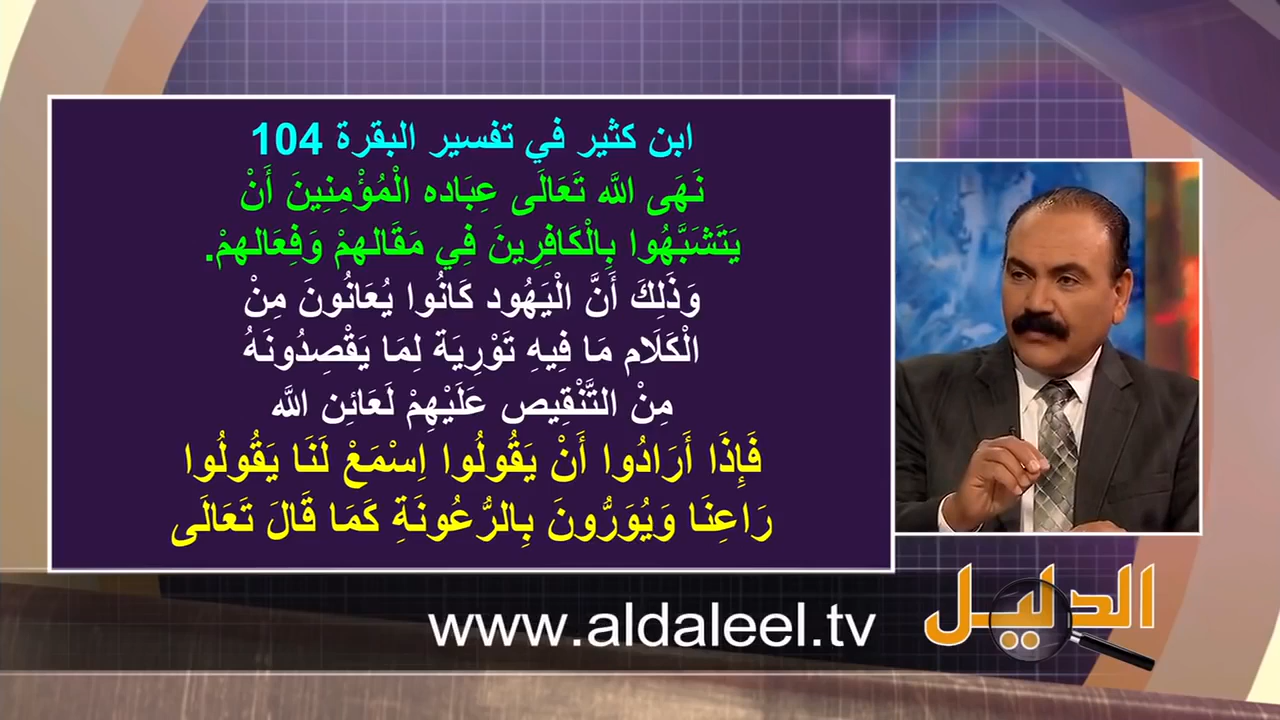 ابن كثير في تفسير البقرة 104
نَهَى اللَّه تَعَالَى عِبَاده الْمُؤْمِنِينَ أَنْ
يَتَشَبَّهُوا بِالْكَافِرِينَ فِي مَقَالهمْ وَفِعَالهمْ.
وَذَلِكَ أَنَّ الْيَهُود كَانُوا يُعَانُونَ مِنْ
الْكَلَام مَا فِيهِ تَوْرِيَة لِمَا يَقْصِدُونَهُ
مِنْ التَّنْقِيصِ عَلَيْهِمْ لَعَائِن اللَّه
فَإِذَا أَرَادُوا أَنْ يَقُولُوا اِسْمَعْ لَنَا يَقُولُوا
رَاعِنَا وَيُوَرُّونَ بِالرُّعُونَةِ كَمَا قَالَ تَعَالَى
www.aldaleel.tv
الدليل